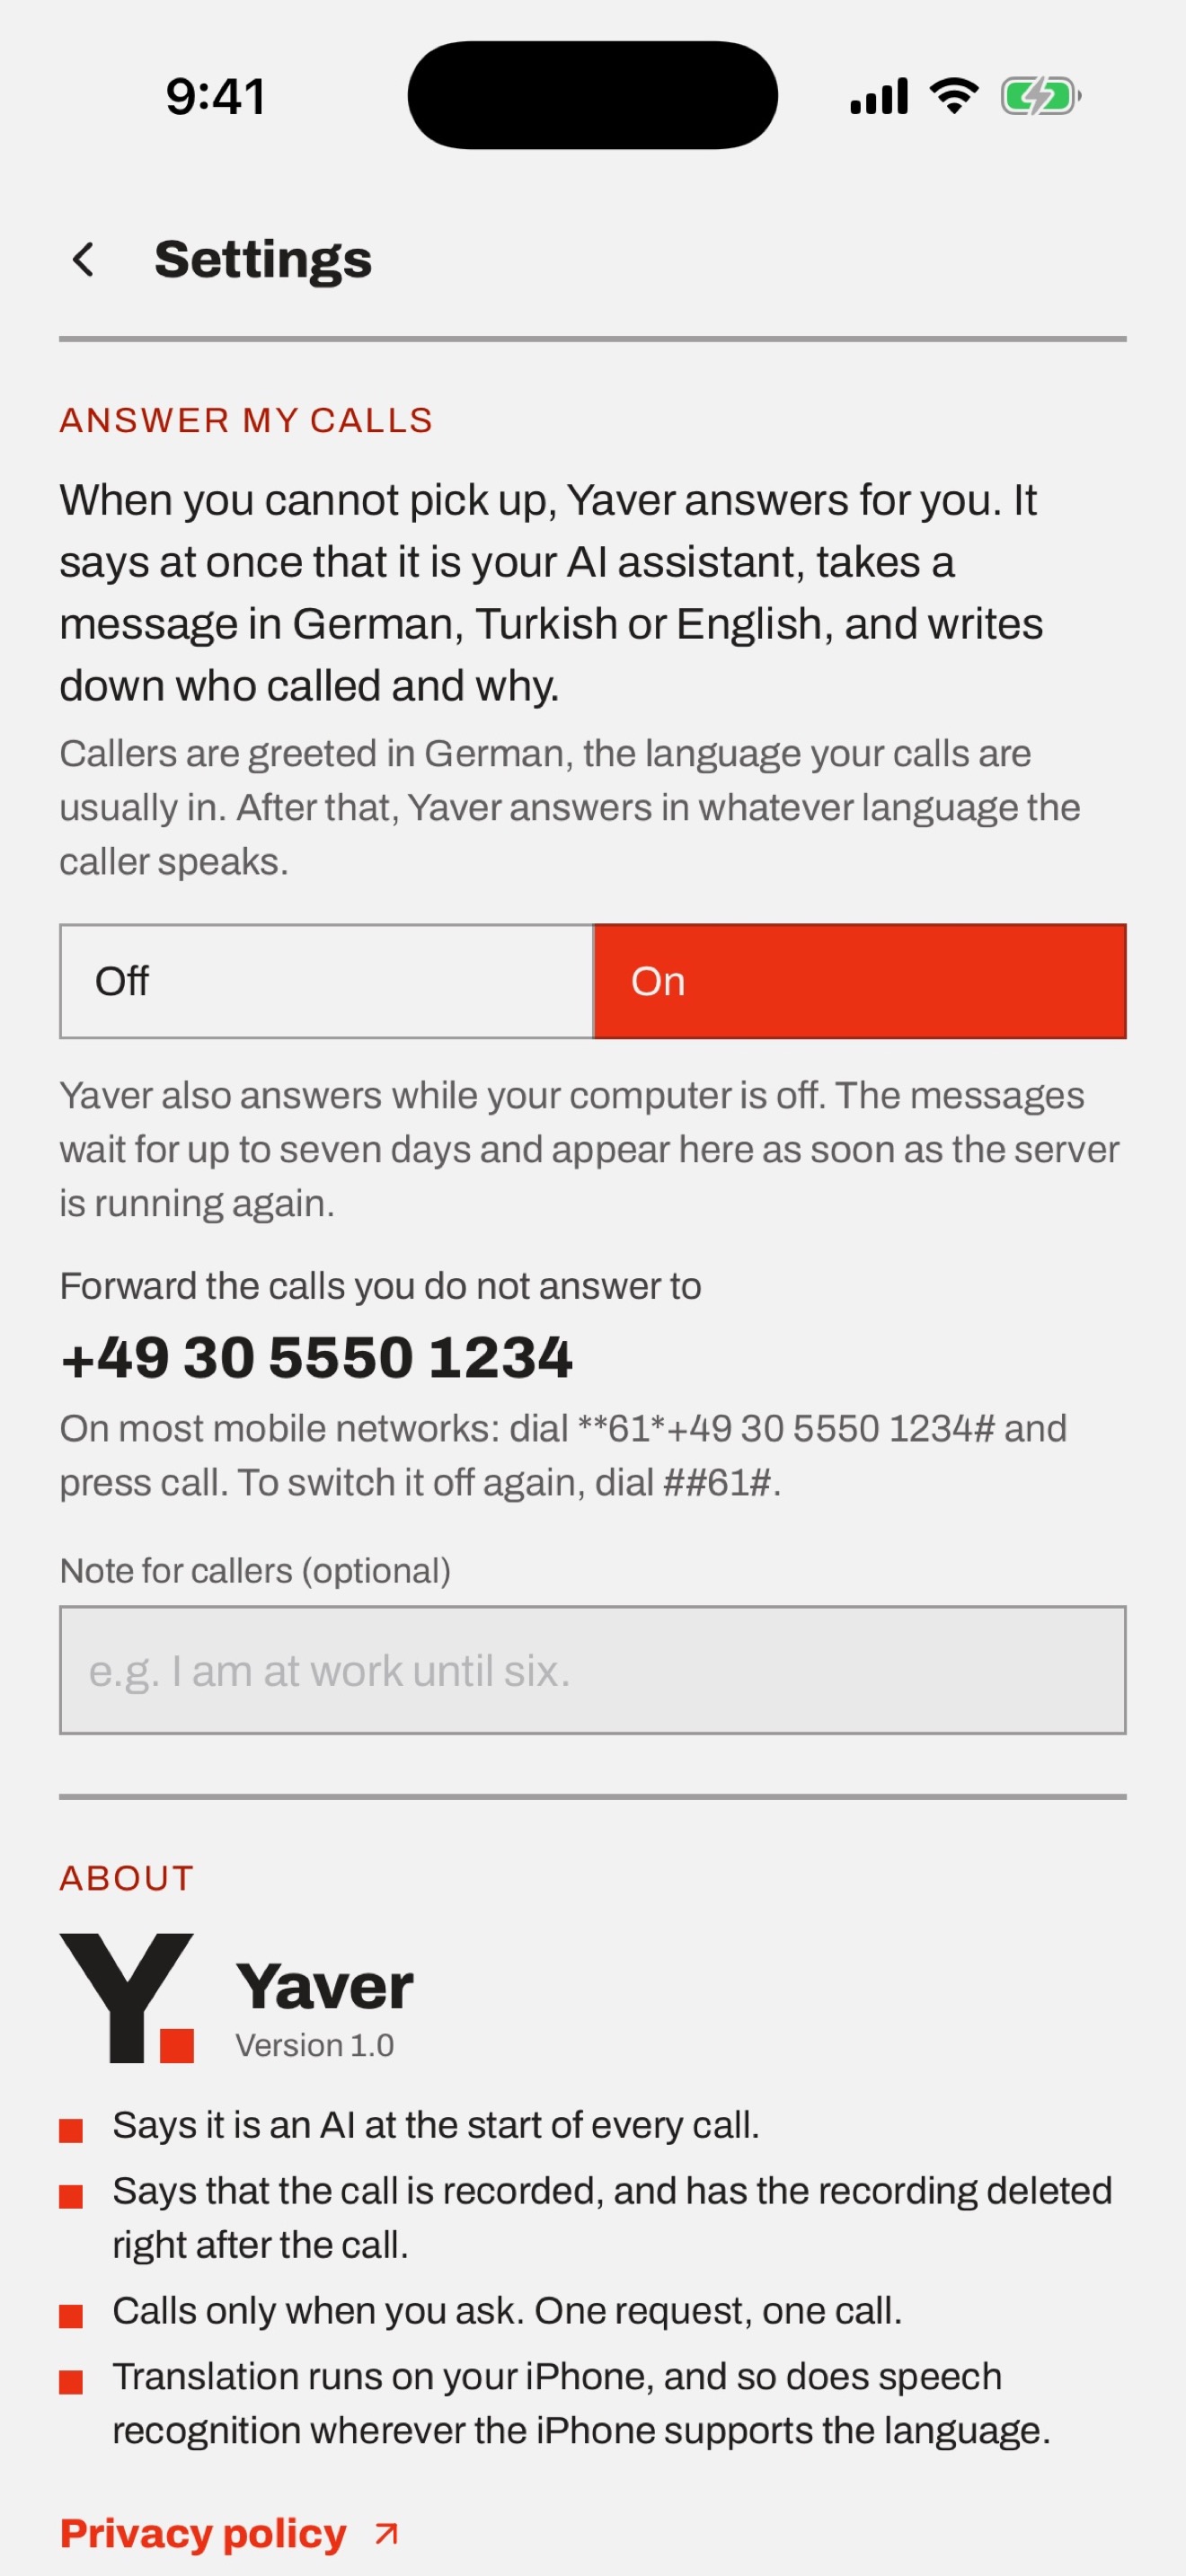 9:41
Settings
ANSWER MY CALLS
When you cannot pick up, Yaver answers for you. It
says at once that it is your AI assistant, takes a
message in German, Turkish or English, and writes
down who called and why.
Callers are greeted in German, the language your calls are
usually in. After that, Yaver answers in whatever language the
caller speaks.
Off
On
Yaver also answers while your computer is off. The messages
wait for up to seven days and appear here as soon as the server
is running again.
Forward the calls you do not answer to
+49 30 5550 1234
On most mobile networks: dial **61*+49 30 5550 1234# and
press call. To switch it off again, dial ##61#.
Note for callers (optional)
e.g. I am at work until six.
ABOUT
Y.
Yaver
Version 1.0
Says it is an AI at the start of every call.
Says that the call is recorded, and has the recording deleted
right after the call.
Calls only when you ask. One request, one call.
Translation runs on your iPhone, and so does speech
recognition wherever the iPhone supports the language.
Privacy policy